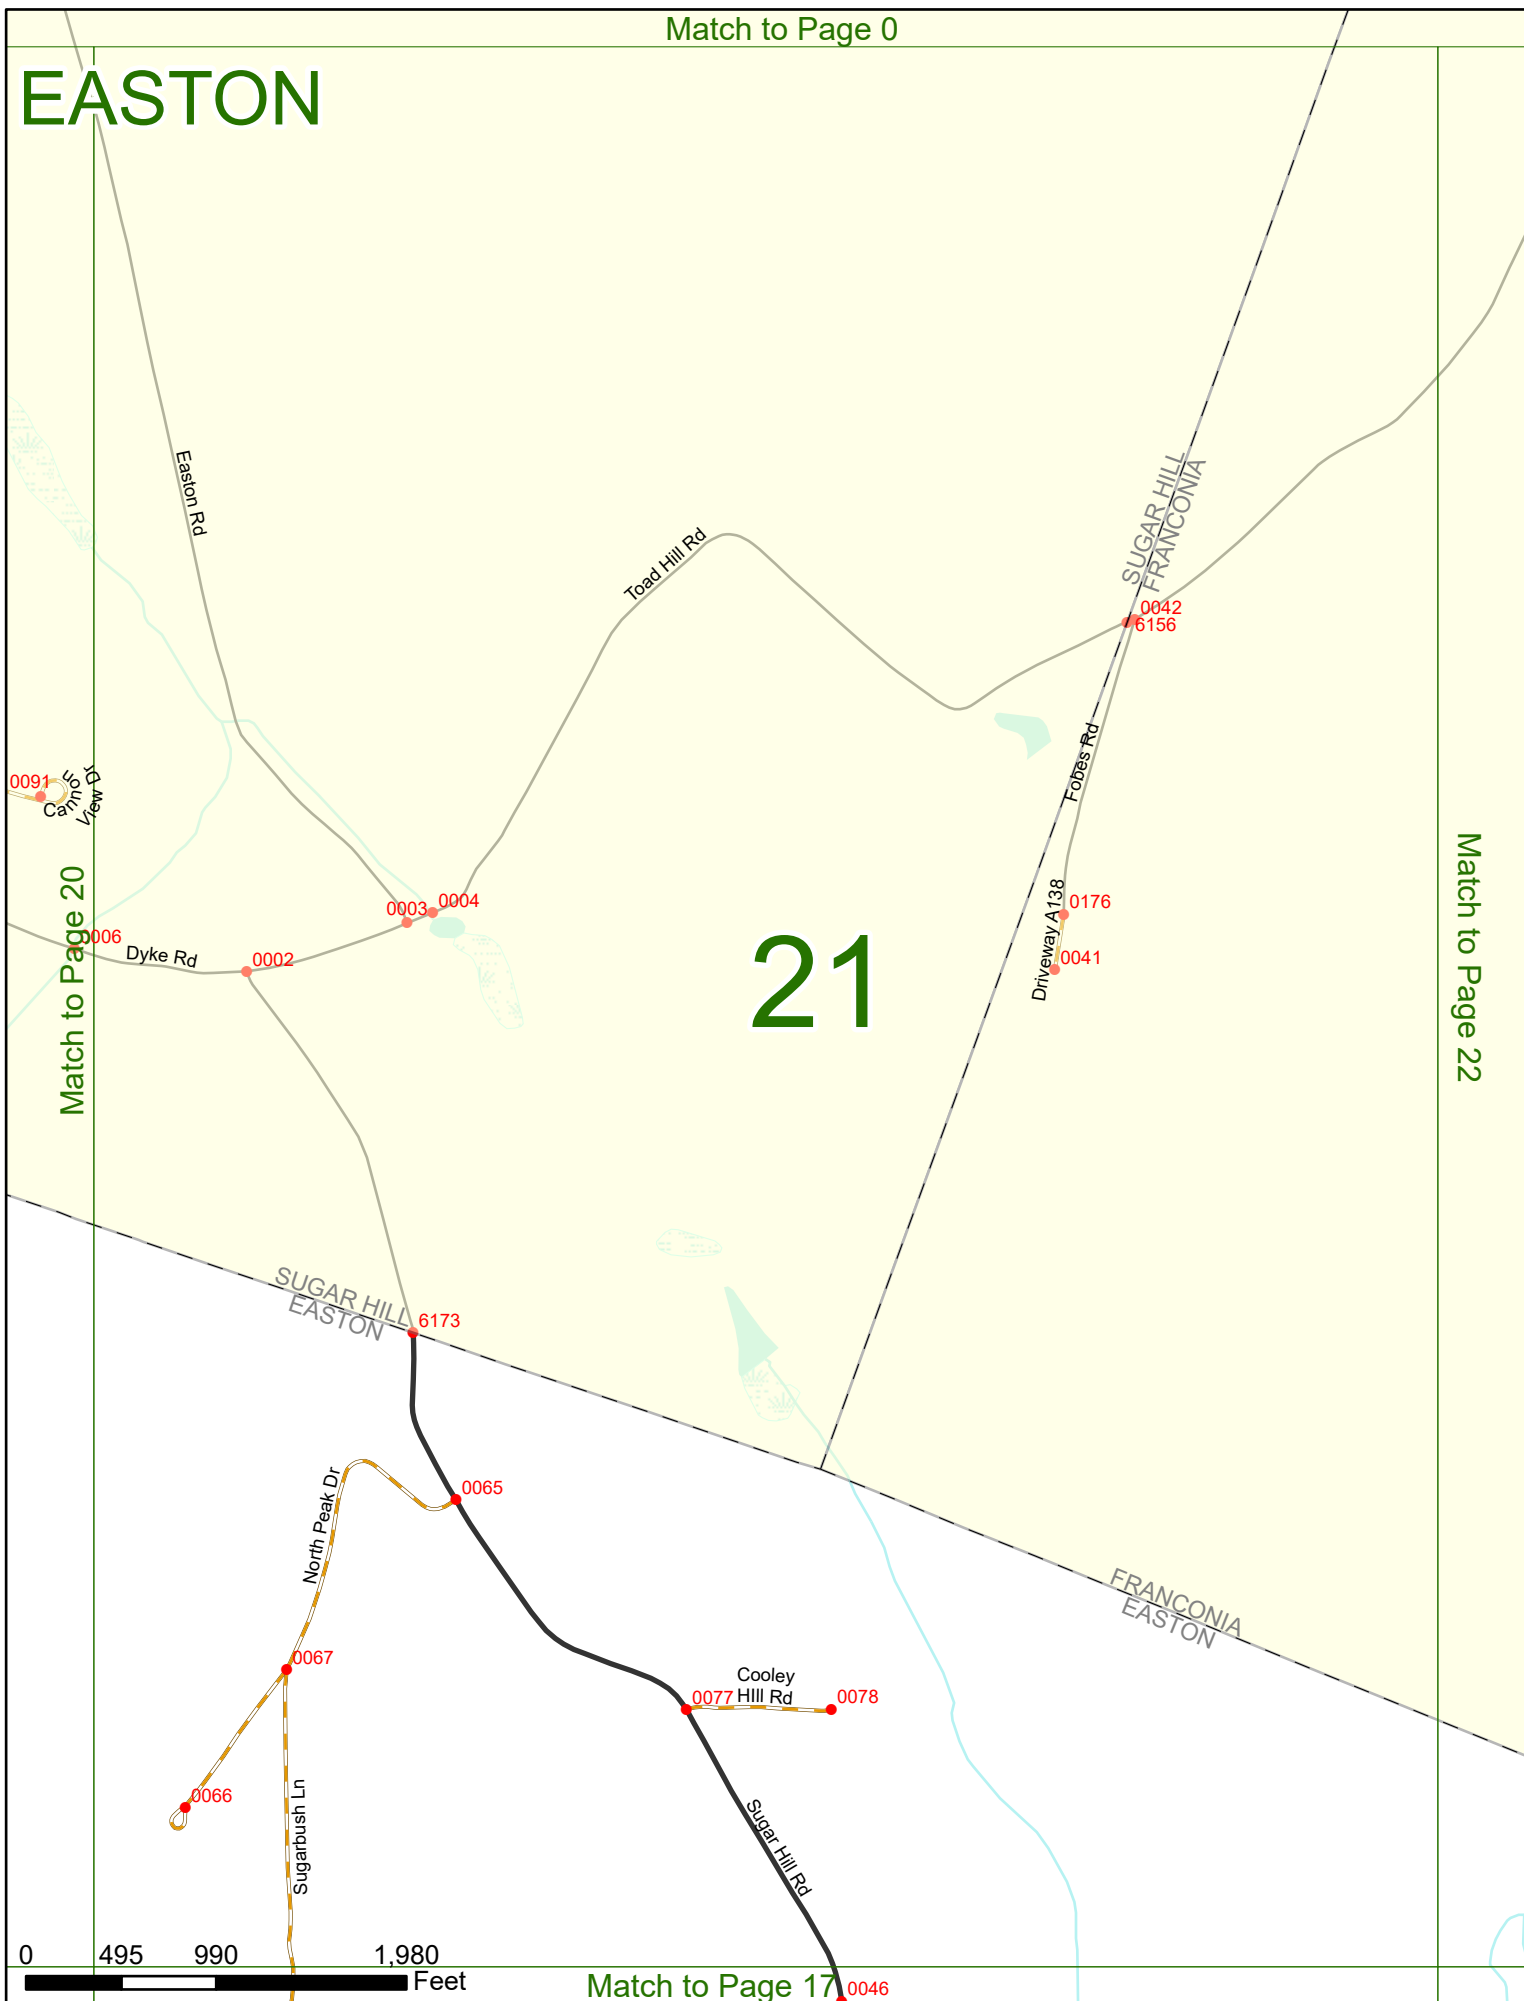 Match to Page 0
EASTON
Easton Rd
Toad Hill Rd
SUGAR HILL
FRANCONIA
0042
6156
Fobes Rd
0091
Cannon
View Dr
Match to Page 20
Match to Page 22
0003
0004
0006
Dyke Rd
0002
21
Driveway A138
0176
0041
SUGAR HILL
EASTON
6173
North Peak Dr
0065
FRANCONIA
EASTON
0067
Cooley
HIll Rd
0077
0078
0066
Sugarbush Ln
Sugar Hill Rd
0 495 990 1,980
Feet
Match to Page 17
0046